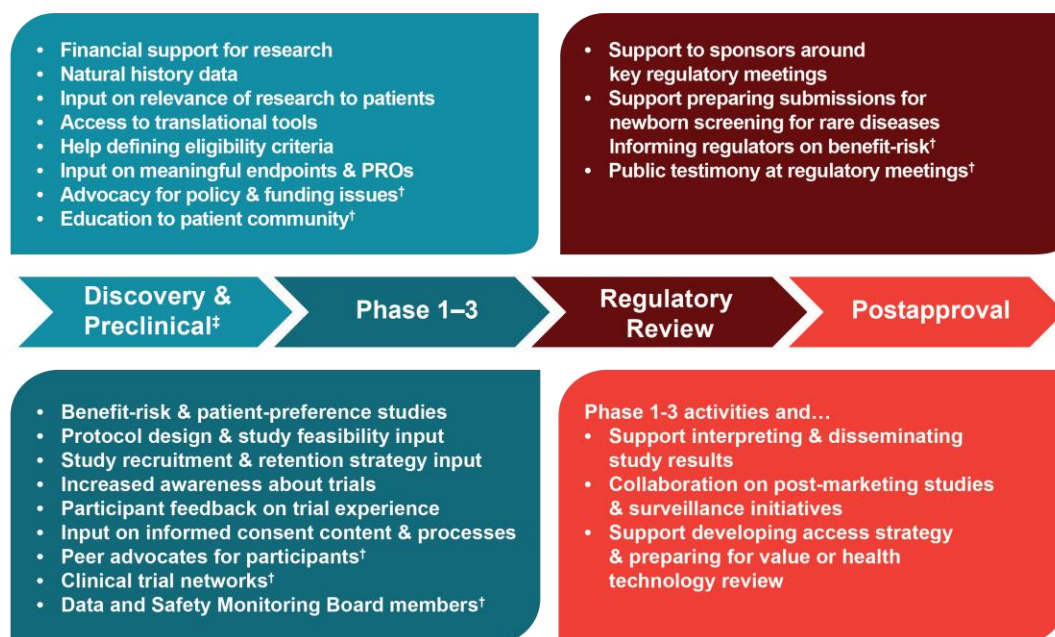 • Financial support for research
• Natural history data
• Input on relevance of research to patients
• Access to translational tools
• Help defining eligibility criteria
• Input on meaningful endpoints & PROs
• Advocacy for policy & funding issues†
• Education to patient community†
• Support to sponsors around
key regulatory meetings
• Support preparing submissions for
newborn screening for rare diseases
Informing regulators on benefit-risk†
• Public testimony at regulatory meetings†
Discovery &
Preclinical‡
Phase 1–3
Regulatory
Review
Postapproval
• Benefit-risk & patient-preference studies
• Protocol design & study feasibility input
• Study recruitment & retention strategy input
• Increased awareness about trials
• Participant feedback on trial experience
• Input on informed consent content & processes
• Peer advocates for participants†
• Clinical trial networks†
• Data and Safety Monitoring Board members†
Phase 1-3 activities and…
• Support interpreting & disseminating
study results
• Collaboration on post-marketing studies
& surveillance initiatives
• Support developing access strategy
& preparing for value or health
technology review